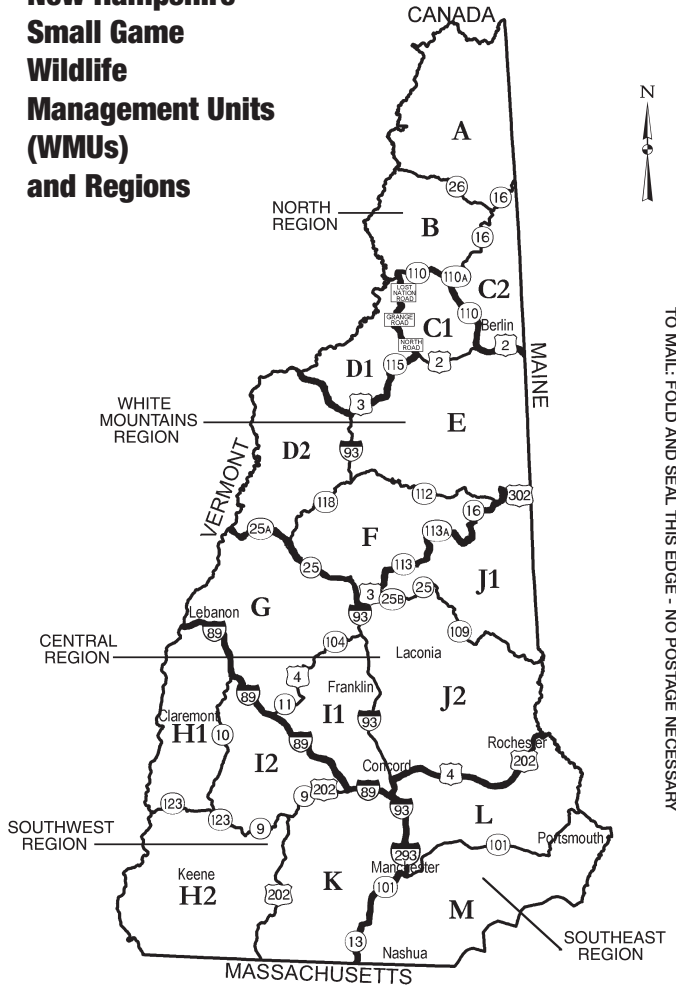 New Hampshire
Small Game
Wildlife
Management Units
(WMUs)
and Regions
CANADA
N
A
26
16
NORTH
REGION
B
16
110
110A
LOST
NATION
ROAD
C2
GRANGE
ROAD
C1
110
Berlin
NORTH
ROAD
2
2
115
D1
MAINE
3
WHITE
MOUNTAINS
REGION
E
D2
93
VERMONT
118
112
302
16
25A
F
113A
25
113
3
25B
25
J1
G
93
Lebanon
89
109
104
CENTRAL
REGION
Laconia
4
Franklin
89
11
I1
J2
93
Claremont
H1
10
89
Rochester
202
I2
Concord
4
9
202
89
123
93
123
9
L
SOUTHWEST
REGION
101
Portsmouth
293
Manchester
Keene
H2
K
101
202
M
13
Nashua
SOUTHEAST
REGION
MASSACHUSETTS
TO MAIL: FOLD AND SEAL THIS EDGE - NO POSTAGE NECESSARY